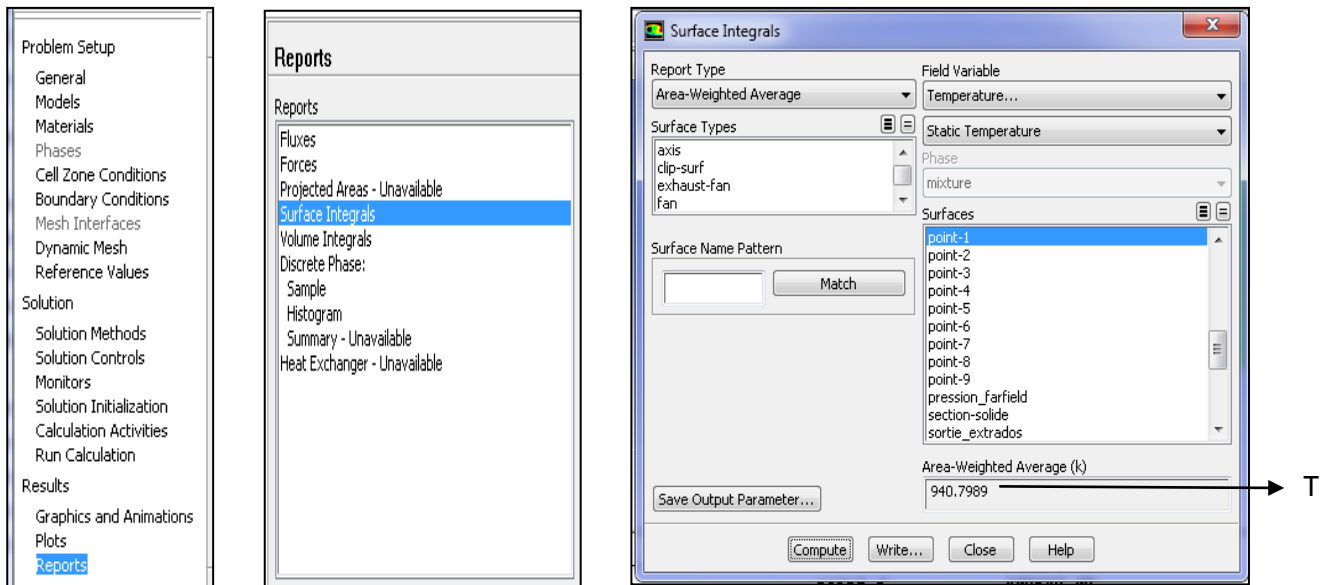 Problem Setup
General
Models
Materials
Phases
Cell Zone Conditions
Boundary Conditions
Mesh Interfaces
Dynamic Mesh
Reference Values
Solution
Solution Methods
Solution Controls
Monitors
Solution Initialization
Calculation Activities
Run Calculation
Results
Graphics and Animations
Plots
Reports
Reports
Reports
Fluxes
Forces
Projected Areas - Unavailable
Surface Integrals
Volume Integrals
Discrete Phase:
Sample
Histogram
Summary - Unavailable
Heat Exchanger - Unavailable
Surface Integrals
Report Type
Area-Weighted Average
Surface Types
axis
clip-surf
exhaust-fan
fan
Surface Name Pattern
Match
Save Output Parameter...
Field Variable
Temperature...
Static Temperature
Phase
mixture
Surfaces
point-1
point-2
point-3
point-4
point-5
point-6
point-7
point-8
point-9
pression_farfield
section-solide
sortie_extrados
Area-Weighted Average (k)
940.7989
T
Compute Write... Close Help